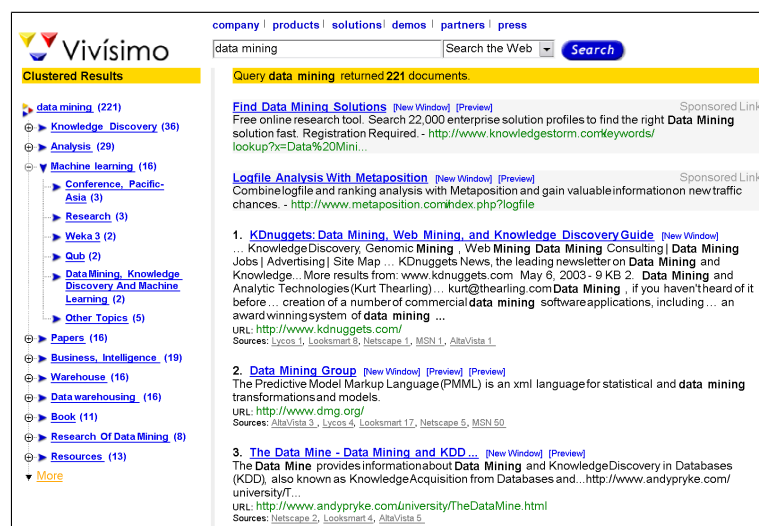 company | products | solutions | demos | partners | press
Vivísimo
data mining
Search the Web
Search
Clustered Results
data mining (221)
Knowledge Discovery (36)
Analysis (29)
Machine learning (16)
Conference, Pacific-
Asia (3)
Research (3)
Weka 3 (2)
Qub (2)
Data Mining, Knowledge
Discovery And Machine
Learning (2)
Other Topics (5)
Papers (16)
Business, Intelligence (19)
Warehouse (16)
Data warehousing (16)
Book (11)
Research Of Data Mining (8)
Resources (13)
More
Query data mining returned 221 documents.
Find Data Mining Solutions [New Window] [Preview] Sponsored Link
Free online research tool. Search 22,000 enterprise solution profiles to find the right Data Mining
solution fast. Registration Required. - http://www.knowledgestorm.com/keywords/
lookup?x=Data%20Mini...
Logfile Analysis With Metaposition [New Window] [Preview] Sponsored Link
Combine logfile and ranking analysis with Metaposition and gain valuable information on new traffic
chances. - http://www.metaposition.com/index.php?logfile
1. KDnuggets: Data Mining, Web Mining, and Knowledge Discovery Guide [New Window]
... Knowledge Discovery, Genomic Mining , Web Mining Data Mining Consulting | Data Mining
Jobs | Advertising | Site Map ... KDnuggets News, the leading newsletter on Data Mining and
Knowledge... More results from: www.kdnuggets.com May 6, 2003 - 9 KB 2. Data Mining and
Analytic Technologies (Kurt Thearling) ... kurt@thearling.com Data Mining , if you haven't heard of it
before ... creation of a number of commercial data mining software applications, including ... an
award winning system of data mining ...
URL: http://www.kdnuggets.com/
Sources: Lycos 1, Looksmart 8, Netscape 1, MSN 1, AltaVista 1
2. Data Mining Group [New Window] [Preview] [Preview]
The Predictive Model Markup Language (PMML) is an xml language for statistical and data mining
transformations and models.
URL: http://www.dmg.org/
Sources: AltaVista 3 , Lycos 4, Looksmart 17, Netscape 5, MSN 50
3. The Data Mine - Data Mining and KDD ... [New Window] [Preview]
The Data Mine provides information about Data Mining and Knowledge Discovery in Databases
(KDD), also known as Knowledge Acquisition from Databases and...http://www.andypryke.com/
university/T...
URL: http://www.andypryke.com/university/TheDataMine.html
Sources: Netscape 2, Looksmart 4, AltaVista 5